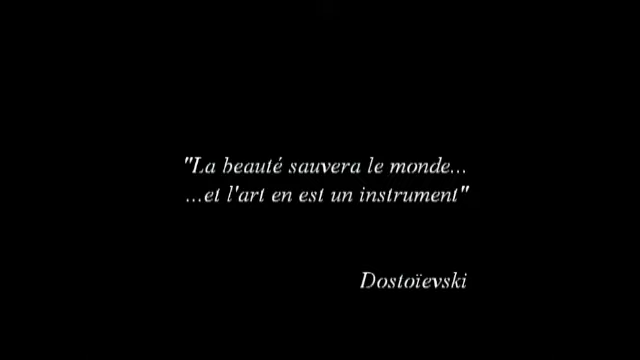 "La beauté sauvera le monde...
...et l'art en est un instrument"
Dostoïevski